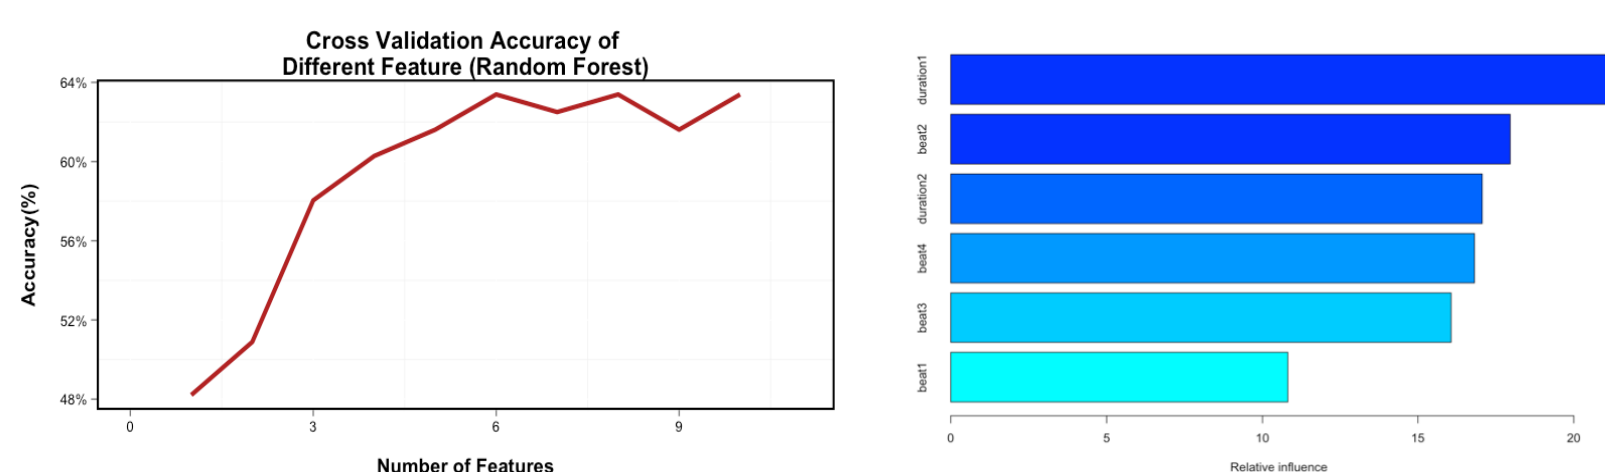 Cross Validation Accuracy of
Different Feature (Random Forest)
Accuracy(%)
64%
60%
56%
52%
48%
0 3 6 9
Number of Features
duration1
beat2
duration2
beat4
beat3
beat1
0 5 10 15 20
Relative influence